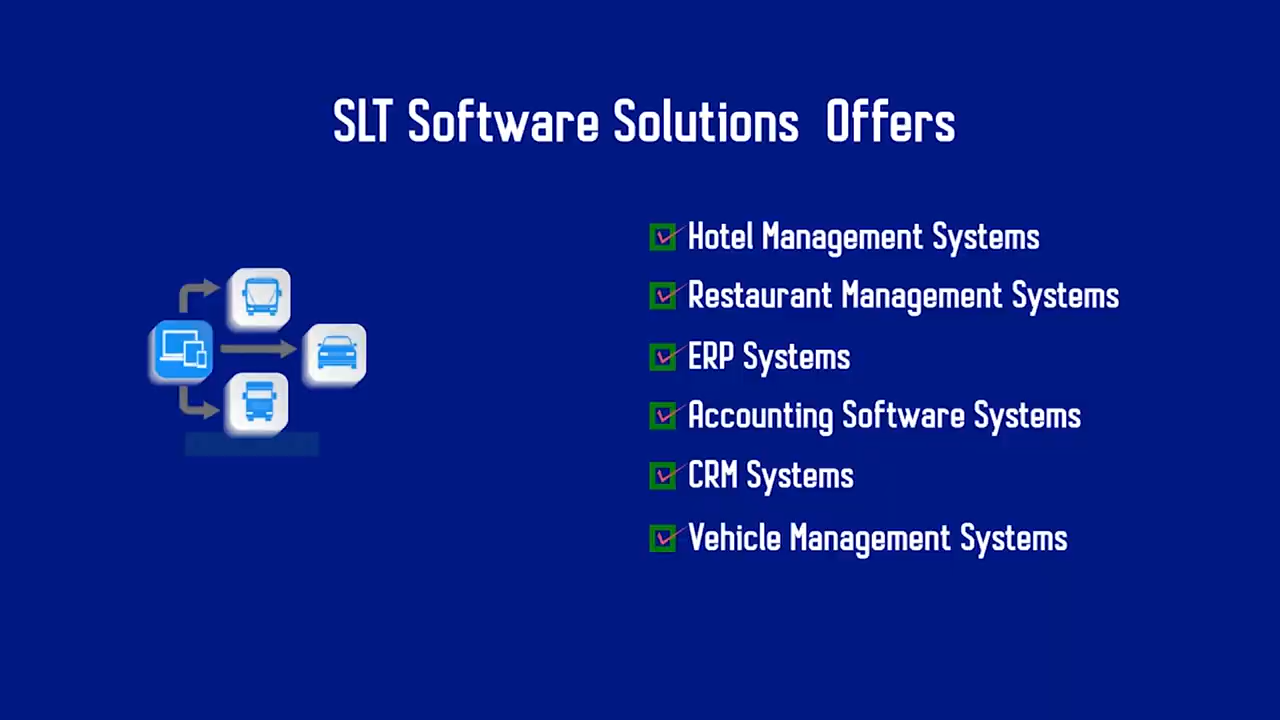 SLT Software Solutions Offers
Hotel Management Systems
Restaurant Management Systems
ERP Systems
Accounting Software Systems
CRM Systems
Vehicle Management Systems